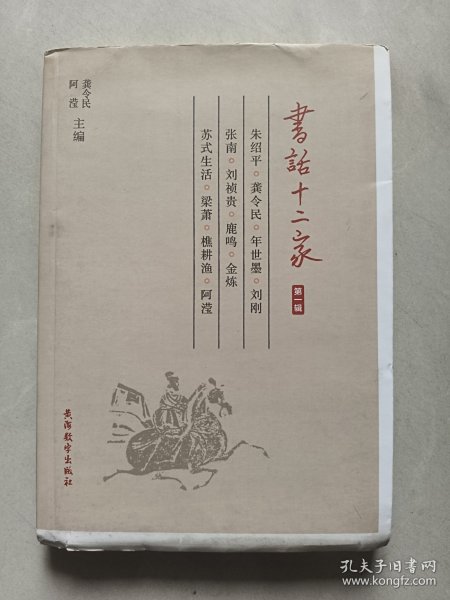 書話十二家
第一辑
朱绍平·龚令民·年世墨·刘刚
张南·刘祯贵·鹿鸣·金炼
苏式生活·梁萧·樵耕渔·阿滢
龚令民
阿滢
主编
黄河数字出版社
孔夫子旧书网
www.kongfz.com